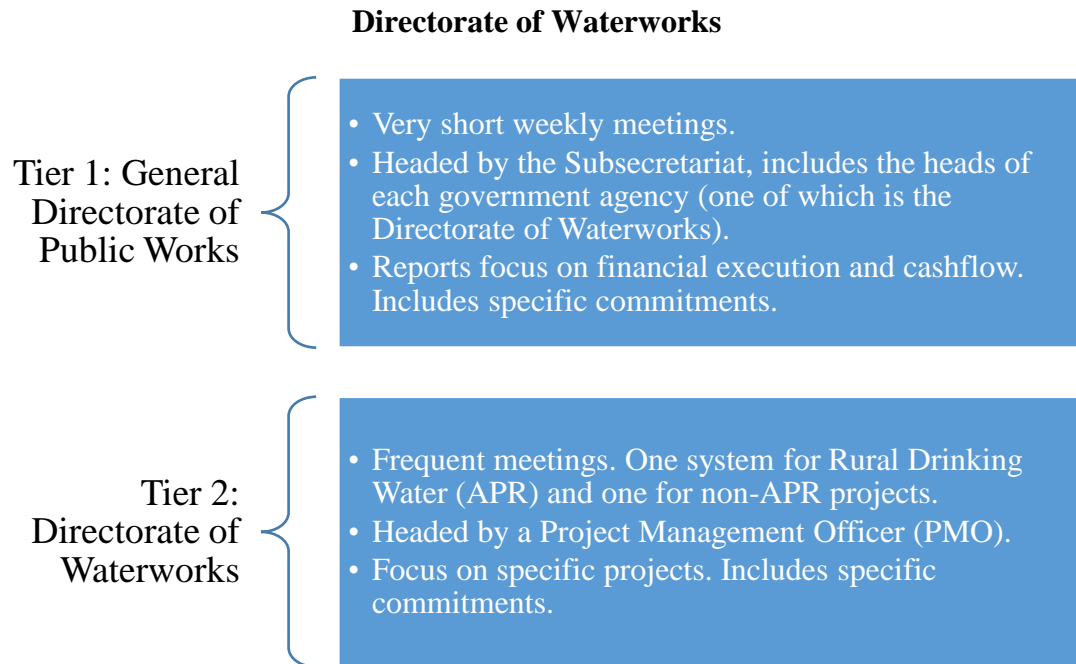 Directorate of Waterworks
Tier 1: General
Directorate of
Public Works
• Very short weekly meetings.
• Headed by the Subsecretariat, includes the heads of
each government agency (one of which is the
Directorate of Waterworks).
• Reports focus on financial execution and cashflow.
Includes specific commitments.
Tier 2:
Directorate of
Waterworks
• Frequent meetings. One system for Rural Drinking
Water (APR) and one for non-APR projects.
• Headed by a Project Management Officer (PMO).
• Focus on specific projects. Includes specific
commitments.